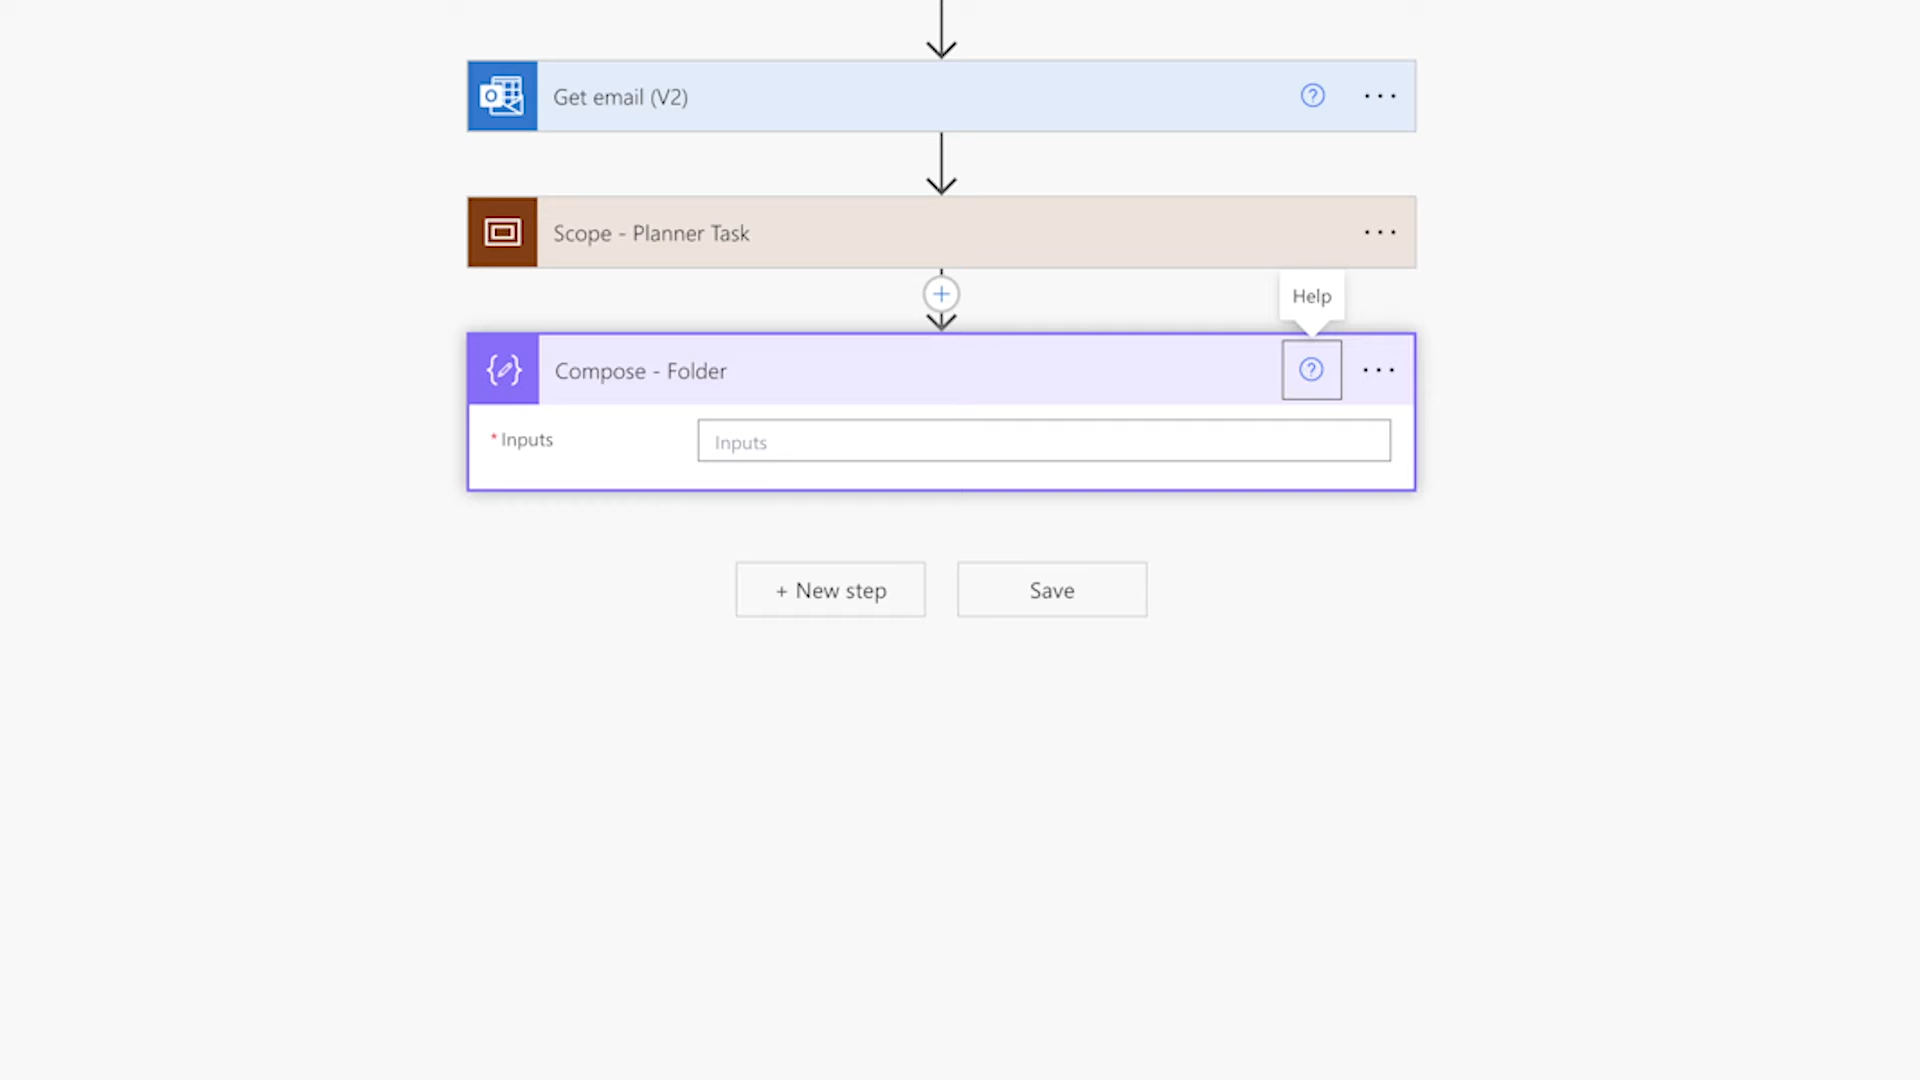 Get email (V2)
Scope - Planner Task
Help
Compose - Folder
* Inputs
Inputs
+ New step
Save